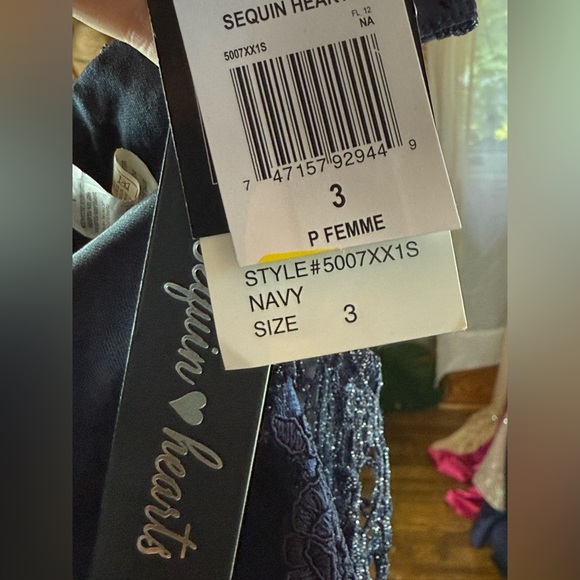 SEQUIN HEART
FL 12
NA
5007XX1S
7 47157 92944 9
3
P FEMME
STYLE#5007XX1S
NAVY
SIZE 3
sequin hearts